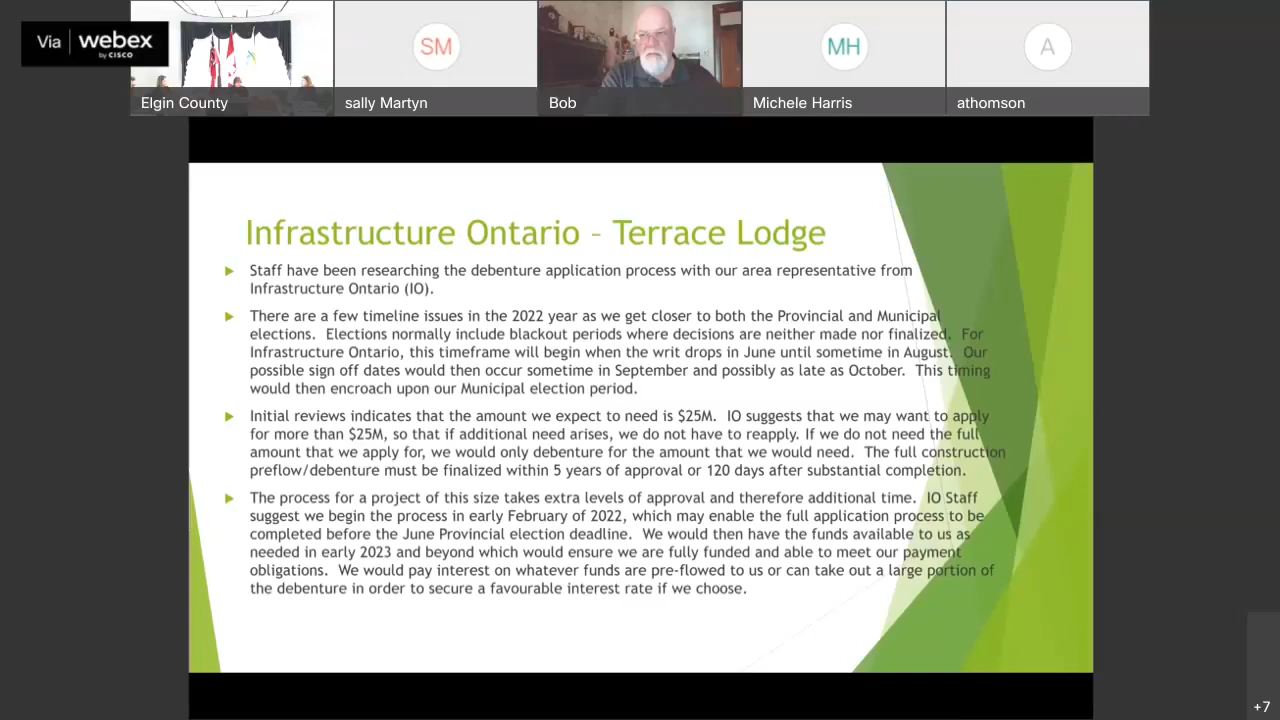 Via webex
by CISCO
Elgin County
SM
sally Martyn
Bob
MH
Michele Harris
A
athomson
Infrastructure Ontario – Terrace Lodge
Staff have been researching the debenture application process with our area representative from
Infrastructure Ontario (IO).
There are a few timeline issues in the 2022 year as we get closer to both the Provincial and Municipal
elections. Elections normally include blackout periods where decisions are neither made nor finalized. For
Infrastructure Ontario, this timeframe will begin when the writ drops in June until sometime in August. Our
possible sign off dates would then occur sometime in September and possibly as late as October. This timing
would then encroach upon our Municipal election period.
Initial reviews indicates that the amount we expect to need is $25M. IO suggests that we may want to apply
for more than $25M, so that if additional need arises, we do not have to reapply. If we do not need the full
amount that we apply for, we would only debenture for the amount that we would need. The full construction
preflow/debenture must be finalized within 5 years of approval or 120 days after substantial completion.
The process for a project of this size takes extra levels of approval and therefore additional time. IO Staff
suggest we begin the process in early February of 2022, which may enable the full application process to be
completed before the June Provincial election deadline. We would then have the funds available to us as
needed in early 2023 and beyond which would ensure we are fully funded and able to meet our payment
obligations. We would pay interest on whatever funds are pre-flowed to us or can take out a large portion of
the debenture in order to secure a favourable interest rate if we choose.
+7